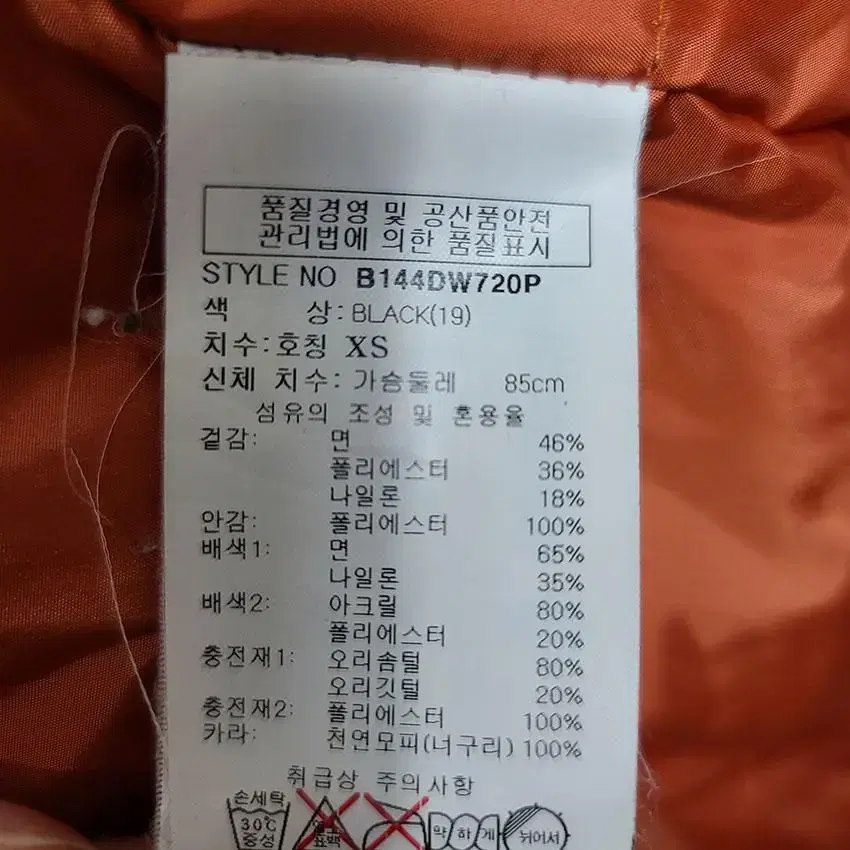 품질경영 및 공산품안전
관리법에 의한 품질표시
STYLE NO B144DW720P
색 상: BLACK(19)
치수: 호칭 XS
신체 치수: 가슴둘레 85cm
섬유의 조성 및 혼용율
겉감: 면 46%
폴리에스터 36%
나일론 18%
안감: 폴리에스터 100%
배색1: 면 65%
나일론 35%
배색2: 아크릴 80%
폴리에스터 20%
충전재1: 오리솜털 80%
오리깃털 20%
충전재2: 폴리에스터 100%
카라: 천연모피(너구리) 100%
취급상 주의사항
손세탁
30℃
중성
표백
약하게
뉘어서